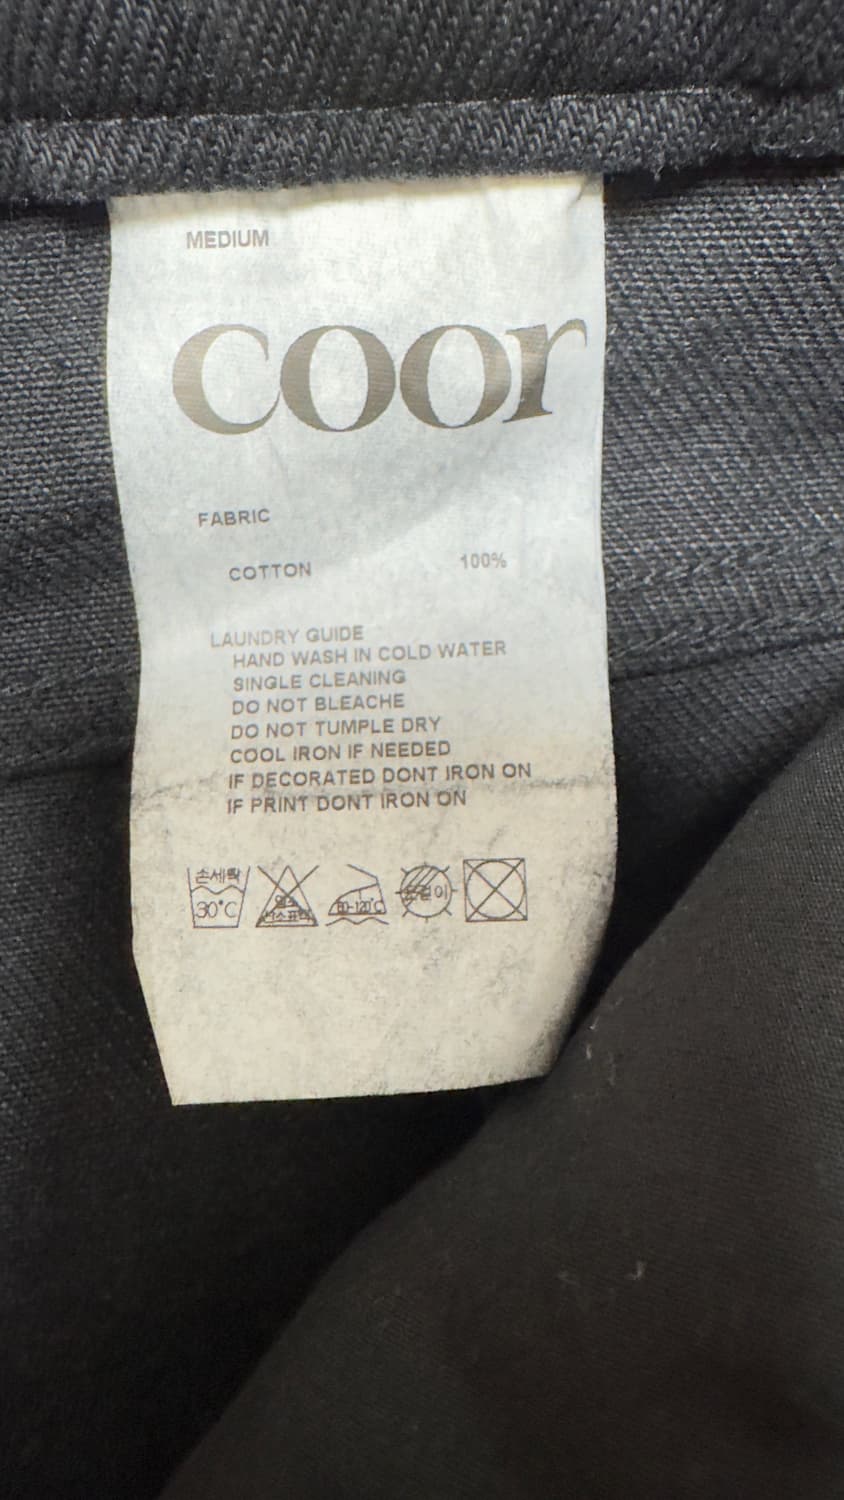 MEDIUM
coor
FABRIC
COTTON 100%
LAUNDRY GUIDE
HAND WASH IN COLD WATER
SINGLE CLEANING
DO NOT BLEACHE
DO NOT TUMPLE DRY
COOL IRON IF NEEDED
IF DECORATED DONT IRON ON
IF PRINT DONT IRON ON
손세탁
30°C
80~120°C